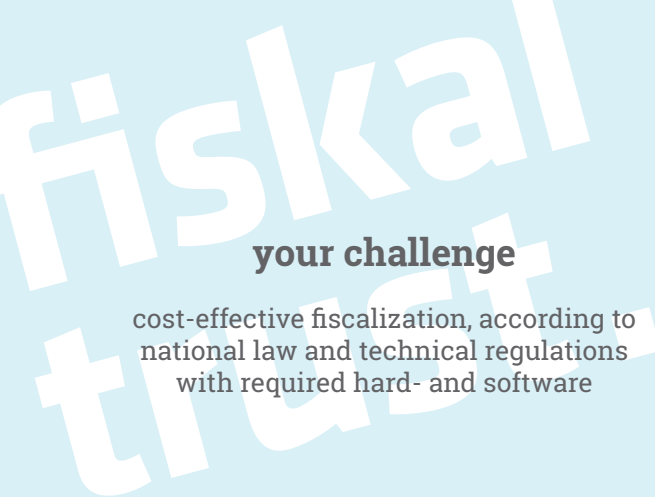 fiskal
trust.
your challenge
cost-effective fiscalization, according to
national law and technical regulations
with required hard- and software